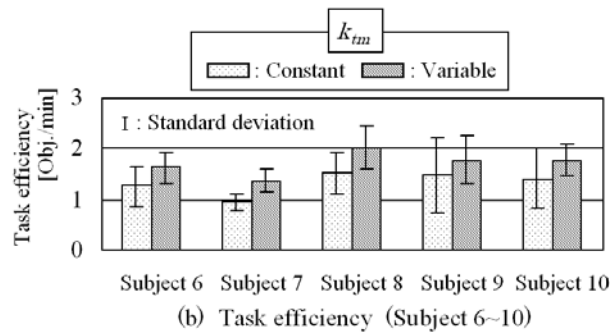 k_tm
: Constant : Variable
3
I : Standard deviation
2
1
0
Task efficiency
[Obj./min]
Subject 6 Subject 7 Subject 8 Subject 9 Subject 10
(b) Task efficiency (Subject 6~10)